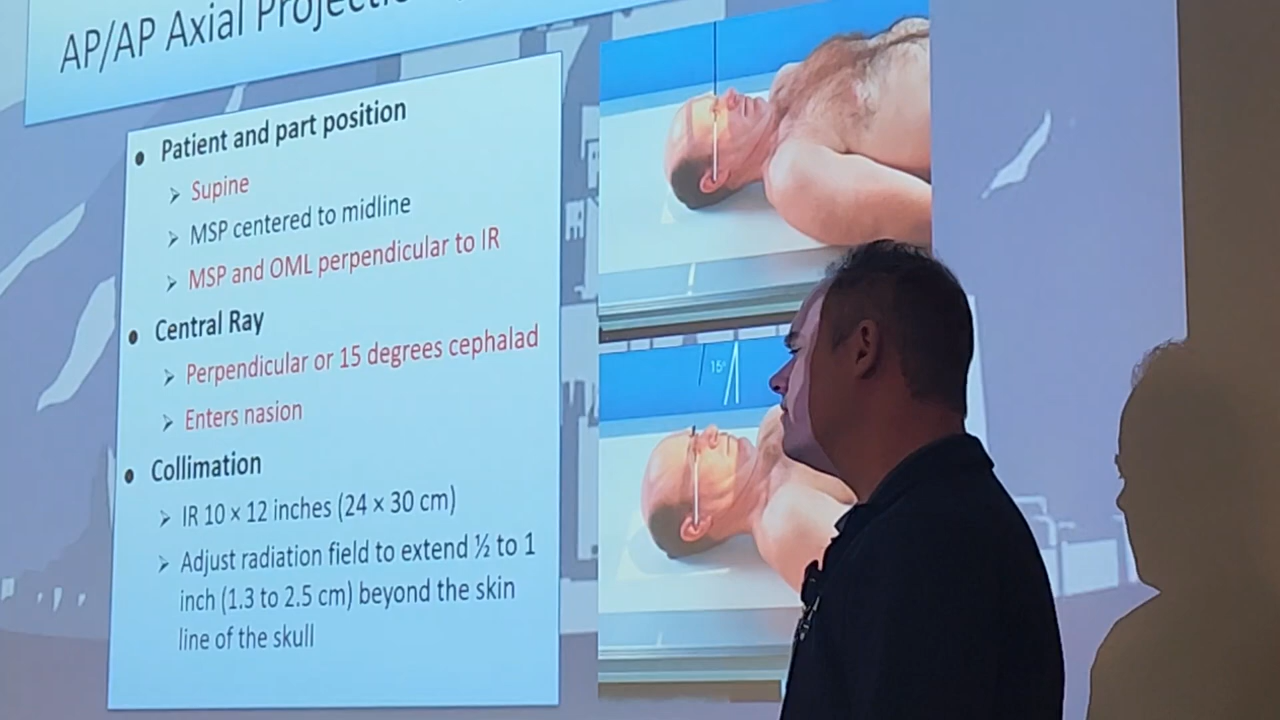 AP/AP Axial Projection
Patient and part position
Supine
MSP centered to midline
MSP and OML perpendicular to IR
Central Ray
Perpendicular or 15 degrees cephalad
Enters nasion
Collimation
IR 10 × 12 inches (24 × 30 cm)
Adjust radiation field to extend ½ to 1
inch (1.3 to 2.5 cm) beyond the skin
line of the skull
15°